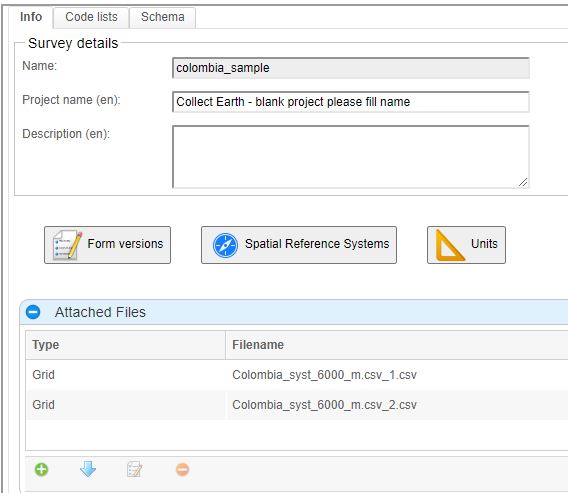 Info Code lists Schema
Survey details
Name: colombia_sample
Project name (en): Collect Earth - blank project please fill name
Description (en):
Form versions Spatial Reference Systems Units
Attached Files
Type Filename
Grid Colombia_syst_6000_m.csv_1.csv
Grid Colombia_syst_6000_m.csv_2.csv